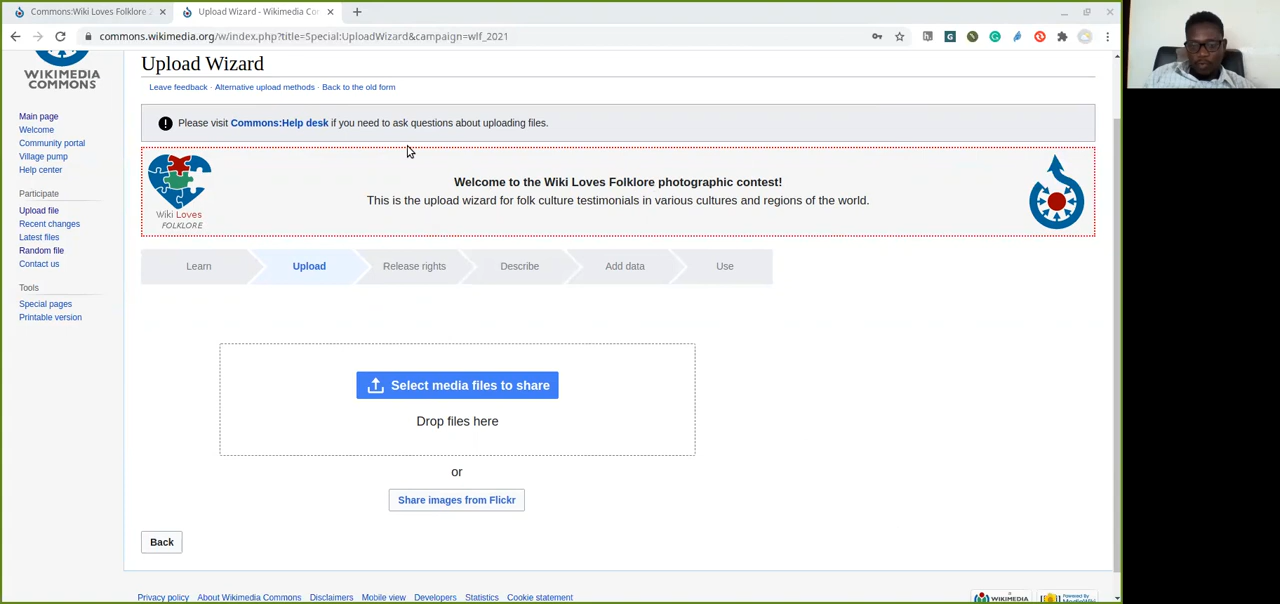 Commons:Wiki Loves Folklore 2
Upload Wizard - Wikimedia Com
commons.wikimedia.org/w/index.php?title=Special:UploadWizard&campaign=wlf_2021
WIKIMEDIA
COMMONS
Main page
Welcome
Community portal
Village pump
Help center
Participate
Upload file
Recent changes
Latest files
Random file
Contact us
Tools
Special pages
Printable version
Upload Wizard
Leave feedback · Alternative upload methods · Back to the old form
Please visit Commons:Help desk if you need to ask questions about uploading files.
Wiki Loves
FOLKLORE
Welcome to the Wiki Loves Folklore photographic contest!
This is the upload wizard for folk culture testimonials in various cultures and regions of the world.
Learn
Upload
Release rights
Describe
Add data
Use
Select media files to share
Drop files here
or
Share images from Flickr
Back
Privacy policy
About Wikimedia Commons
Disclaimers
Mobile view
Developers
Statistics
Cookie statement
WIKIMEDIA
Powered By